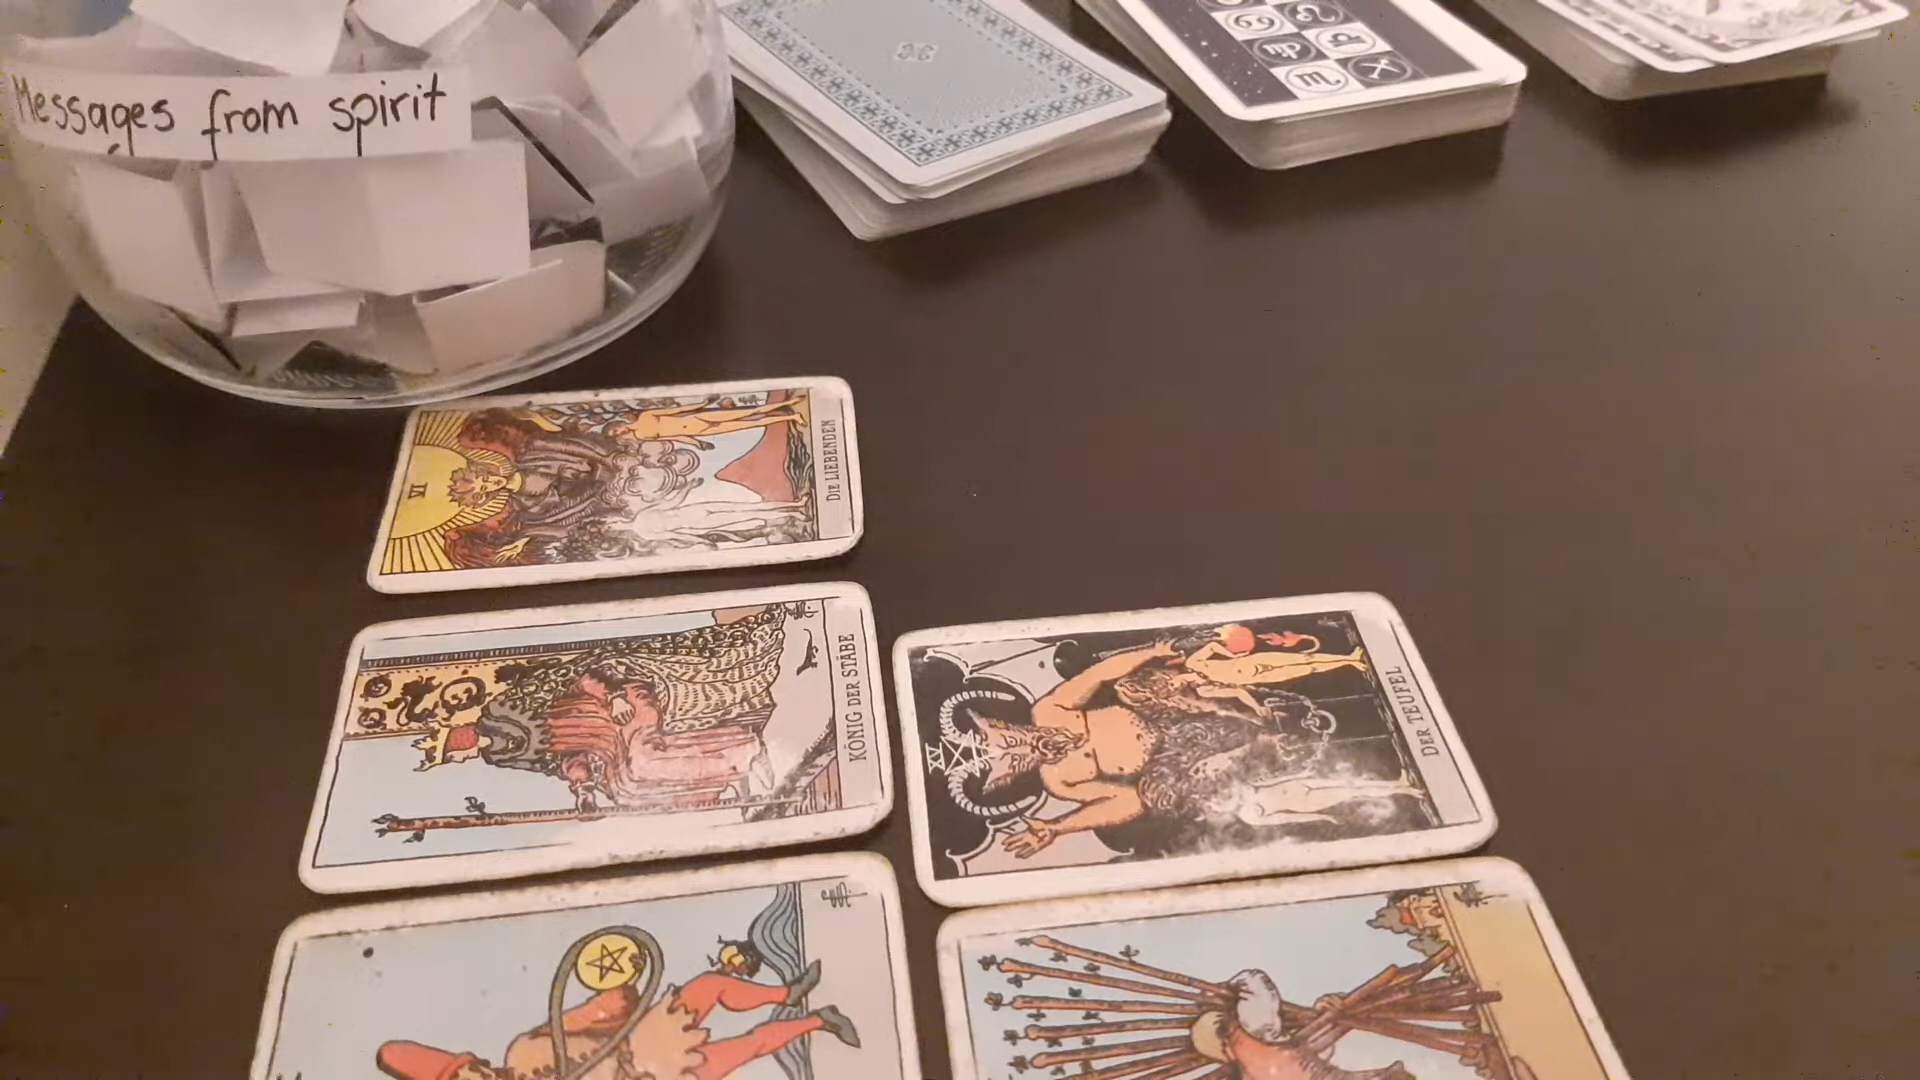 Messages from spirit
VI
DIE LIEBENDEN
KÖNIG DER STÄBE
XV
DER TEUFEL